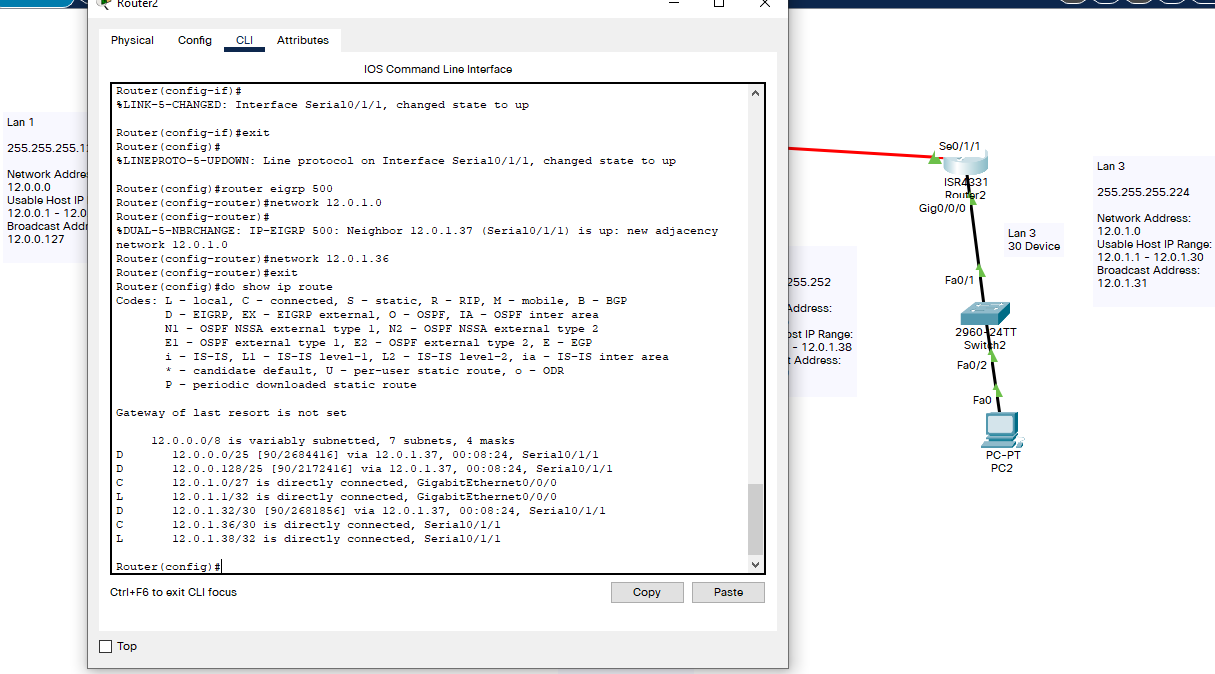 Router2
Physical Config CLI Attributes
IOS Command Line Interface
Router(config-if)#
%LINK-5-CHANGED: Interface Serial0/1/1, changed state to up
Router(config-if)#exit
Router(config)#
%LINEPROTO-5-UPDOWN: Line protocol on Interface Serial0/1/1, changed state to up
Router(config)#router eigrp 500
Router(config-router)#network 12.0.1.0
Router(config-router)#
%DUAL-5-NBRCHANGE: IP-EIGRP 500: Neighbor 12.0.1.37 (Serial0/1/1) is up: new adjacency
network 12.0.1.0
Router(config-router)#network 12.0.1.36
Router(config-router)#exit
Router(config)#do show ip route
Codes: L - local, C - connected, S - static, R - RIP, M - mobile, B - BGP
D - EIGRP, EX - EIGRP external, O - OSPF, IA - OSPF inter area
N1 - OSPF NSSA external type 1, N2 - OSPF NSSA external type 2
E1 - OSPF external type 1, E2 - OSPF external type 2, E - EGP
i - IS-IS, L1 - IS-IS level-1, L2 - IS-IS level-2, ia - IS-IS inter area
* - candidate default, U - per-user static route, o - ODR
P - periodic downloaded static route
Gateway of last resort is not set
12.0.0.0/8 is variably subnetted, 7 subnets, 4 masks
D 12.0.0.0/25 [90/2684416] via 12.0.1.37, 00:08:24, Serial0/1/1
D 12.0.0.128/25 [90/2172416] via 12.0.1.37, 00:08:24, Serial0/1/1
C 12.0.1.0/27 is directly connected, GigabitEthernet0/0/0
L 12.0.1.1/32 is directly connected, GigabitEthernet0/0/0
D 12.0.1.32/30 [90/2681856] via 12.0.1.37, 00:08:24, Serial0/1/1
C 12.0.1.36/30 is directly connected, Serial0/1/1
L 12.0.1.38/32 is directly connected, Serial0/1/1
Router(config)#
Ctrl+F6 to exit CLI focus
Copy Paste
Top
Lan 1
255.255.255.1
Network Addre
12.0.0.0
Usable Host IP
12.0.0.1 - 12.0
Broadcast Addr
12.0.0.127
255.252
Address:
st IP Range:
- 12.0.1.38
t Address:
Se0/1/1
ISR4331
Router2
Gig0/0/0
Lan 3
30 Device
Fa0/1
2960-24TT
Switch2
Fa0/2
Fa0
PC-PT
PC2
Lan 3
255.255.255.224
Network Address:
12.0.1.0
Usable Host IP Range:
12.0.1.1 - 12.0.1.30
Broadcast Address:
12.0.1.31